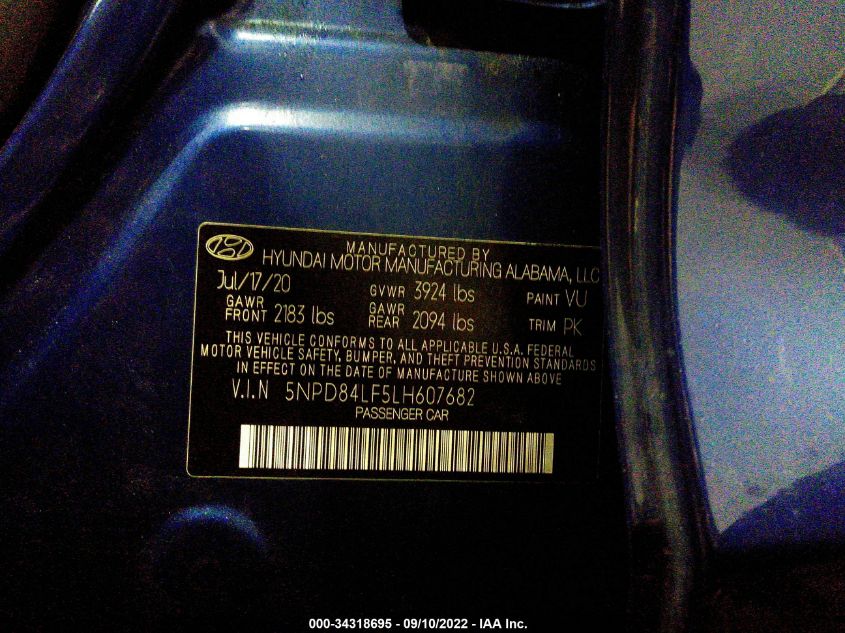 MANUFACTURED BY
HYUNDAI MOTOR MANUFACTURING ALABAMA, LLC
Jul/17/20 GVWR 3924 lbs PAINT VU
GAWR FRONT 2183 lbs GAWR REAR 2094 lbs TRIM PK
THIS VEHICLE CONFORMS TO ALL APPLICABLE U.S.A. FEDERAL
MOTOR VEHICLE SAFETY, BUMPER, AND THEFT PREVENTION STANDARDS
IN EFFECT ON THE DATE OF MANUFACTURE SHOWN ABOVE
V.I.N 5NPD84LF5LH607682
PASSENGER CAR
000-34318695 - 09/10/2022 - IAA Inc.